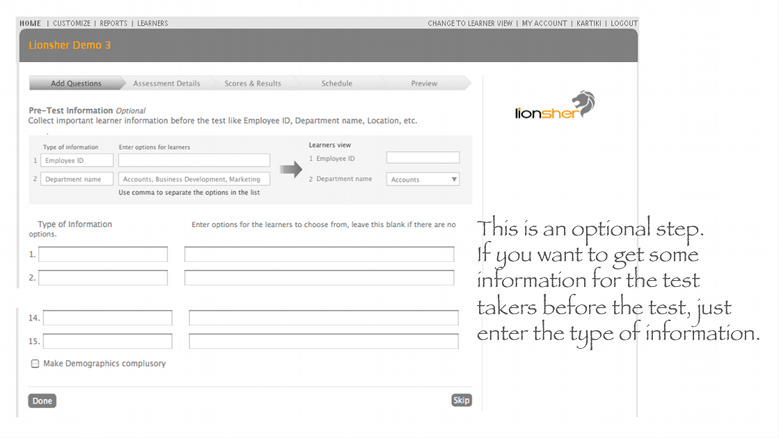 HOME | CUSTOMIZE | REPORTS | LEARNERS
CHANGE TO LEARNER VIEW | MY ACCOUNT | KARTIKI | LOGOUT
Lionsher Demo 3
Add Questions
Assessment Details
Scores & Results
Schedule
Preview
lionsher
Pre-Test Information Optional
Collect important learner information before the test like Employee ID, Department name, Location, etc.
Type of information
Enter options for learners
Learners view
1 Employee ID
1 Employee ID
2 Department name
Accounts, Business Development, Marketing
2 Department name
Accounts
Use comma to separate the options in the list
Type of Information
Enter options for the learners to choose from, leave this blank if there are no
options.
1.
2.
14.
15.
Make Demographics complusory
Done
Skip
This is an optional step.
If you want to get some
information for the test
takers before the test, just
enter the type of information.